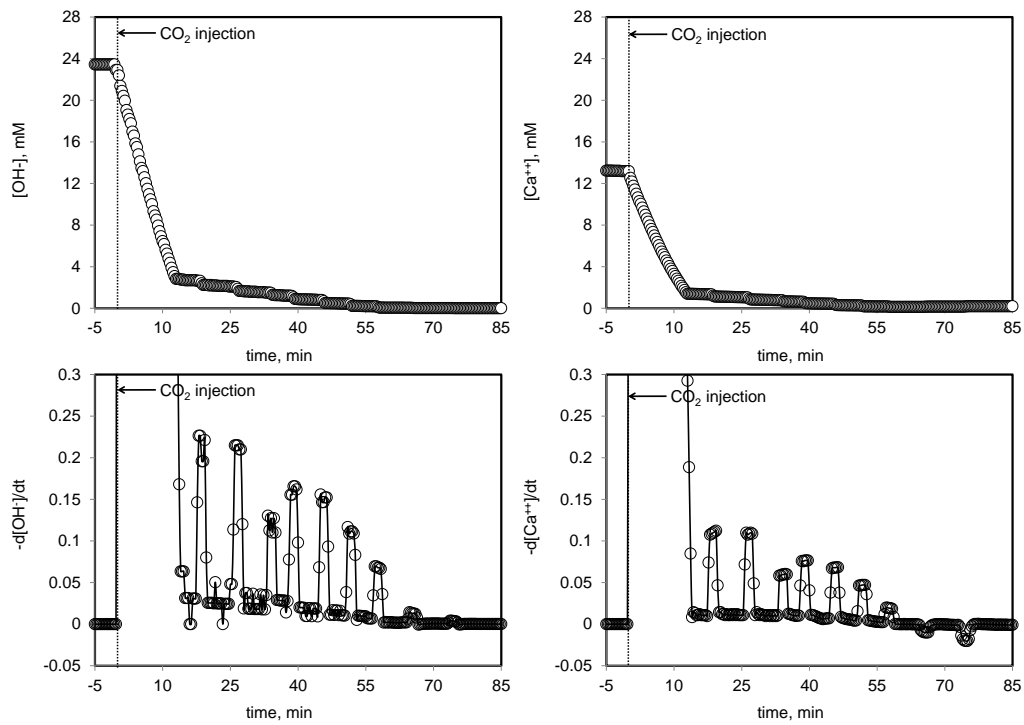 28
24
20
16
12
8
4
0
[OH-], mM
CO₂ injection
-5 10 25 40 55 70 85
time, min
28
24
20
16
12
8
4
0
[Ca⁺⁺], mM
CO₂ injection
-5 10 25 40 55 70 85
time, min
0.3
0.25
0.2
0.15
0.1
0.05
0
-0.05
-d[OH⁻]/dt
CO₂ injection
-5 10 25 40 55 70 85
time, min
0.3
0.25
0.2
0.15
0.1
0.05
0
-0.05
-d[Ca⁺⁺]/dt
CO₂ injection
-5 10 25 40 55 70 85
time, min